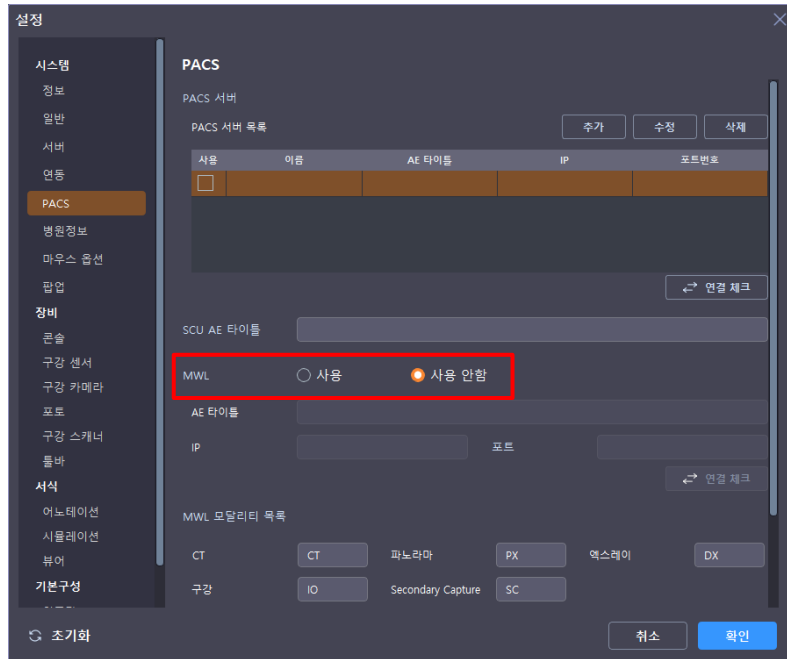 설정
시스템
정보
일반
서버
연동
PACS
병원정보
마우스 옵션
팝업
장비
콘솔
구강 센서
구강 카메라
포토
구강 스캐너
툴바
서식
어노테이션
시뮬레이션
뷰어
기본구성
초기화
PACS
PACS 서버
PACS 서버 목록 추가 수정 삭제
사용 이름 AE 타이틀 IP 포트번호
연결 체크
SCU AE 타이틀
MWL 사용 사용 안함
AE 타이틀
IP 포트
연결 체크
MWL 모달리티 목록
CT CT 파노라마 PX 엑스레이 DX
구강 IO Secondary Capture SC
취소 확인